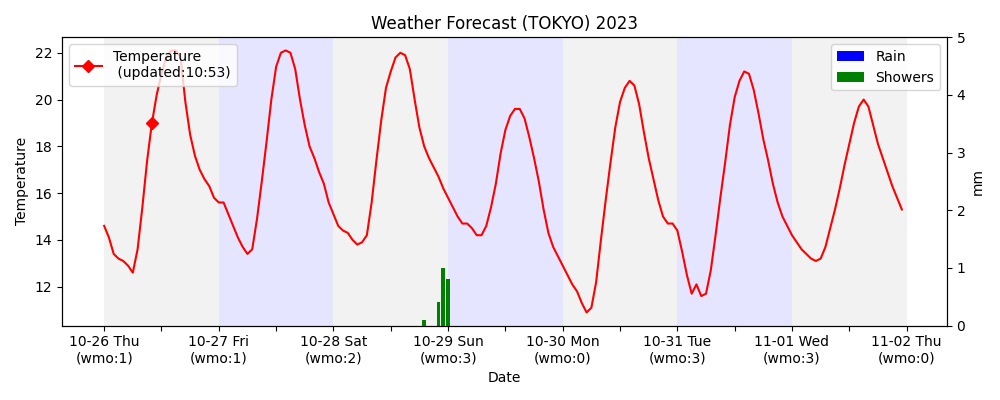 Weather Forecast (TOKYO) 2023
Temperature
(updated:10:53)
Rain
Showers
22
20
18
16
14
12
Temperature
5
4
3
2
1
0
mm
10-26 Thu
(wmo:1)
10-27 Fri
(wmo:1)
10-28 Sat
(wmo:2)
10-29 Sun
(wmo:3)
10-30 Mon
(wmo:0)
10-31 Tue
(wmo:3)
11-01 Wed
(wmo:3)
11-02 Thu
(wmo:0)
Date